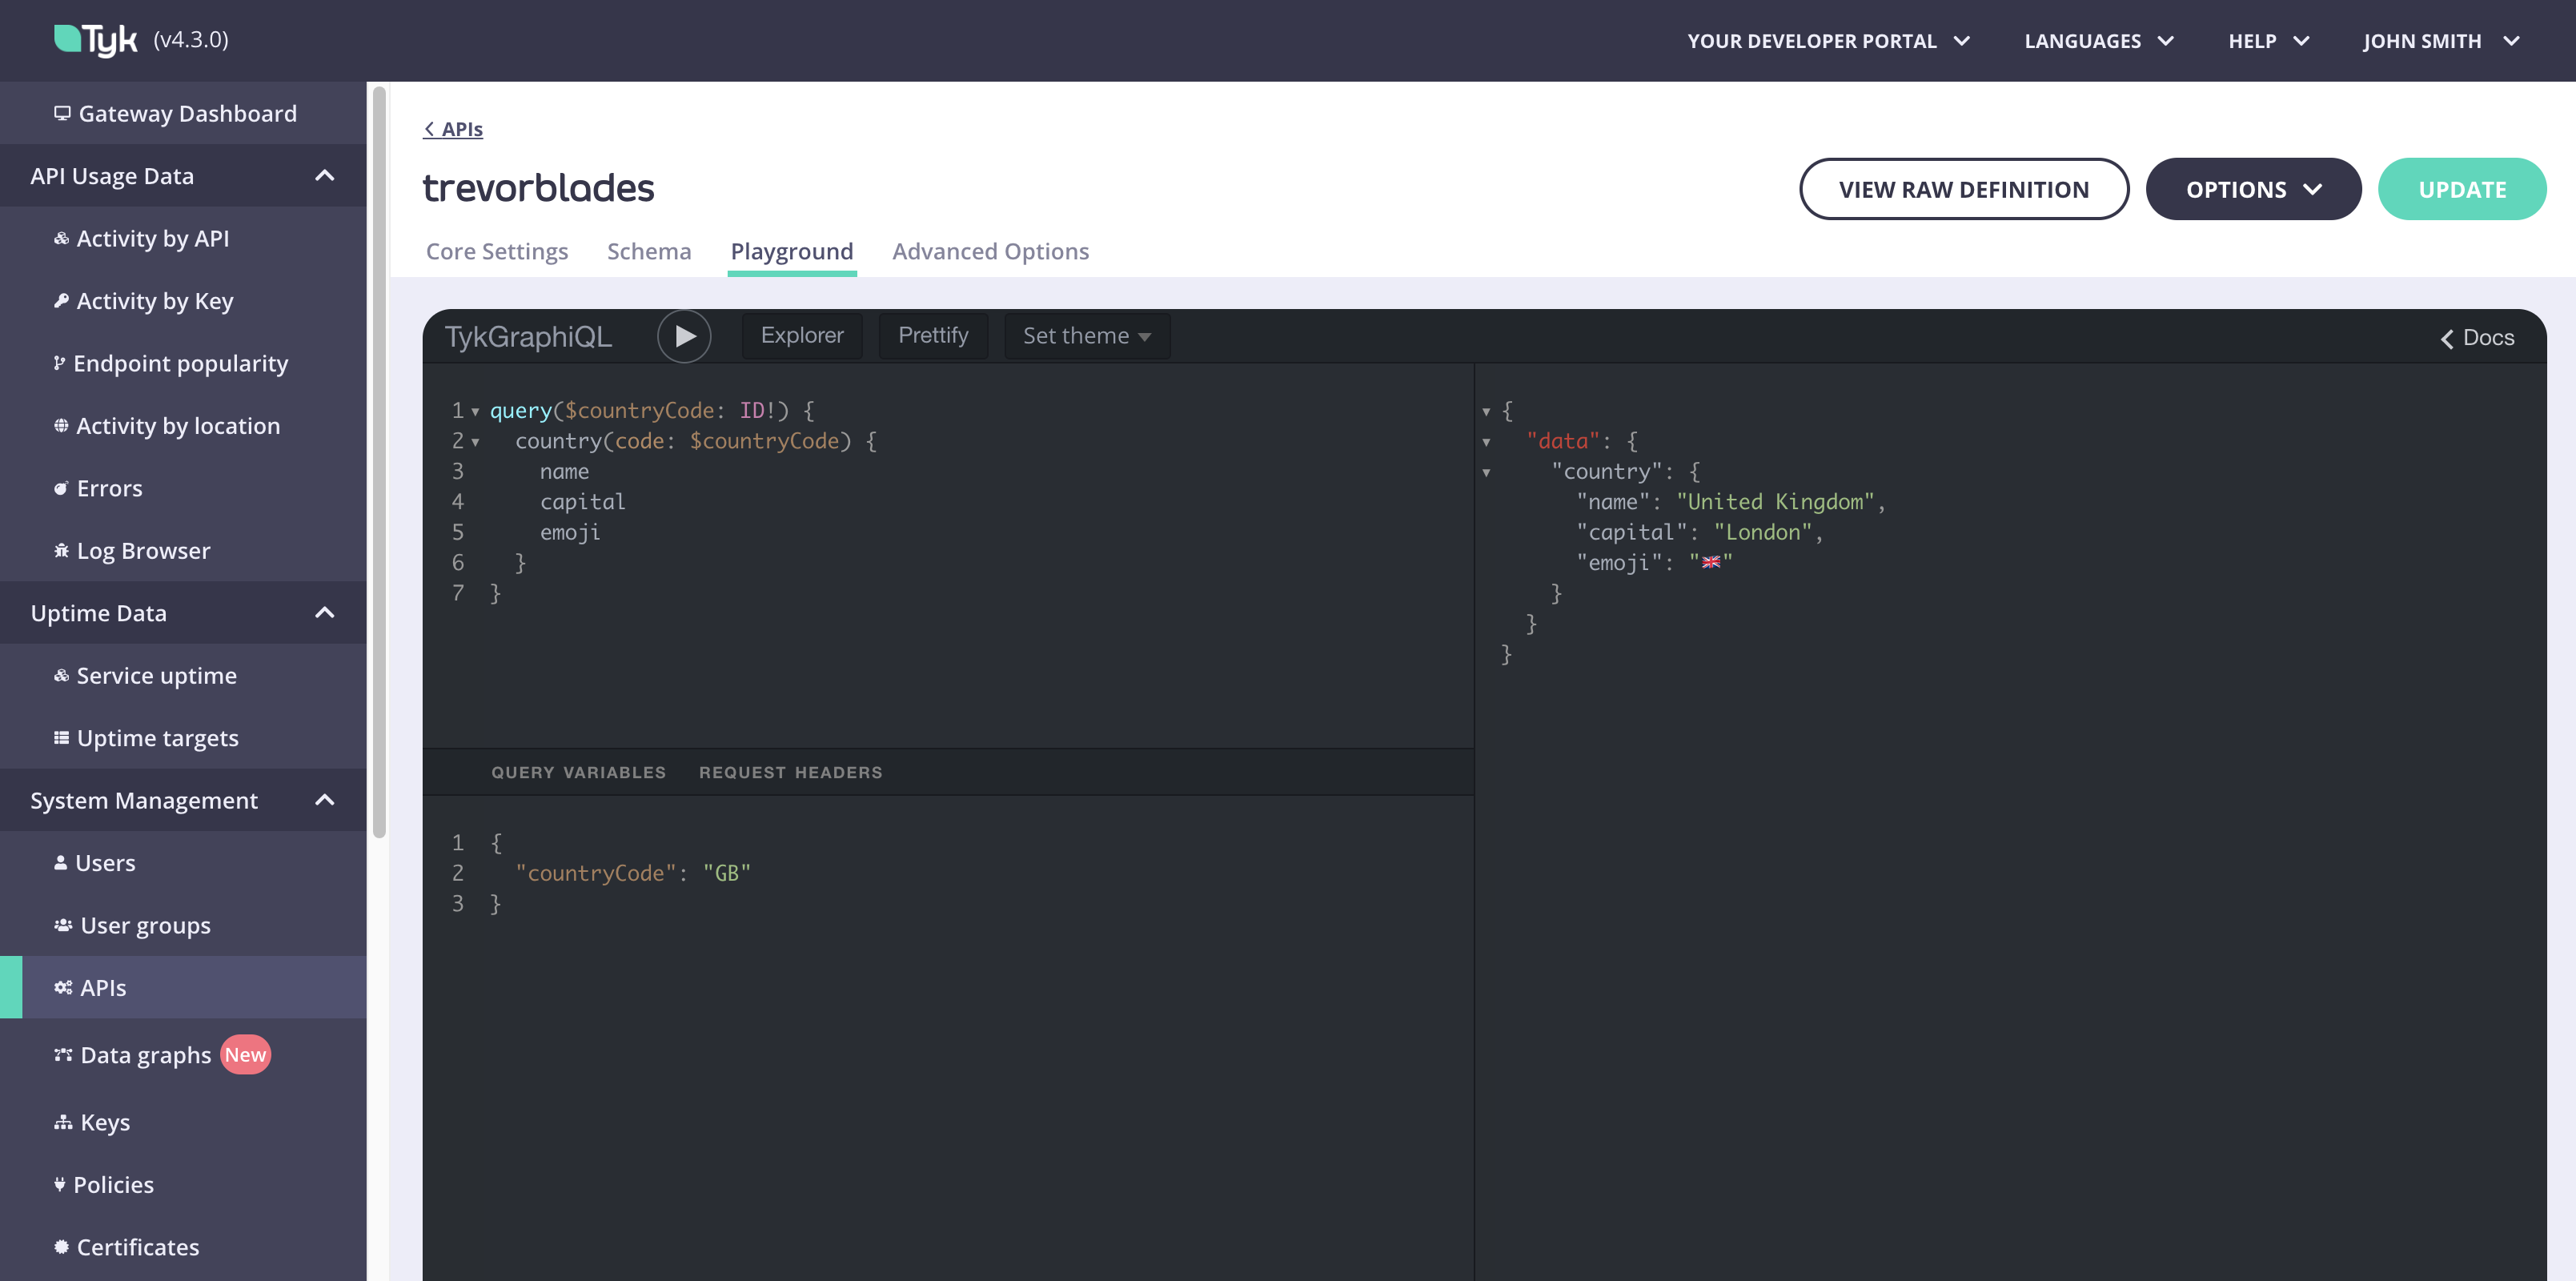 Tyk (v4.3.0)
YOUR DEVELOPER PORTAL
LANGUAGES
HELP
JOHN SMITH
Gateway Dashboard
API Usage Data
Activity by API
Activity by Key
Endpoint popularity
Activity by location
Errors
Log Browser
Uptime Data
Service uptime
Uptime targets
System Management
Users
User groups
APIs
Data graphs New
Keys
Policies
Certificates
< APIs
trevorblades
VIEW RAW DEFINITION
OPTIONS
UPDATE
Core Settings
Schema
Playground
Advanced Options
TykGraphiQL
Explorer
Prettify
Set theme
Docs
1 query($countryCode: ID!) {
2 country(code: $countryCode) {
3 name
4 capital
5 emoji
6 }
7 }
QUERY VARIABLES
REQUEST HEADERS
1 {
2 "countryCode": "GB"
3 }
{
"data": {
"country": {
"name": "United Kingdom",
"capital": "London",
"emoji": "🇬🇧"
}
}
}